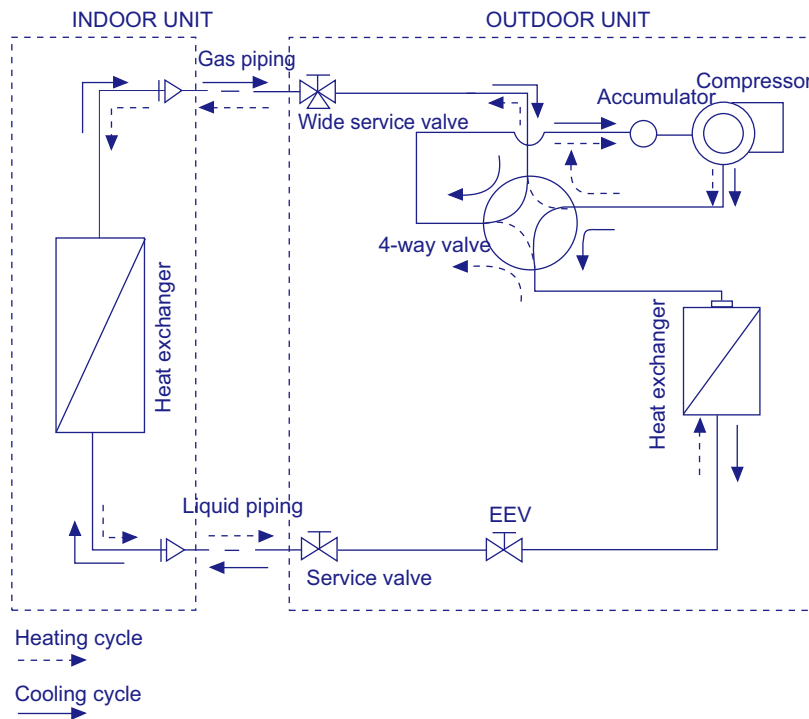 INDOOR UNIT
OUTDOOR UNIT
Gas piping
Compressor
Accumulator
Wide service valve
4-way valve
Heat exchanger
Heat exchanger
Liquid piping
EEV
Service valve
Heating cycle
Cooling cycle